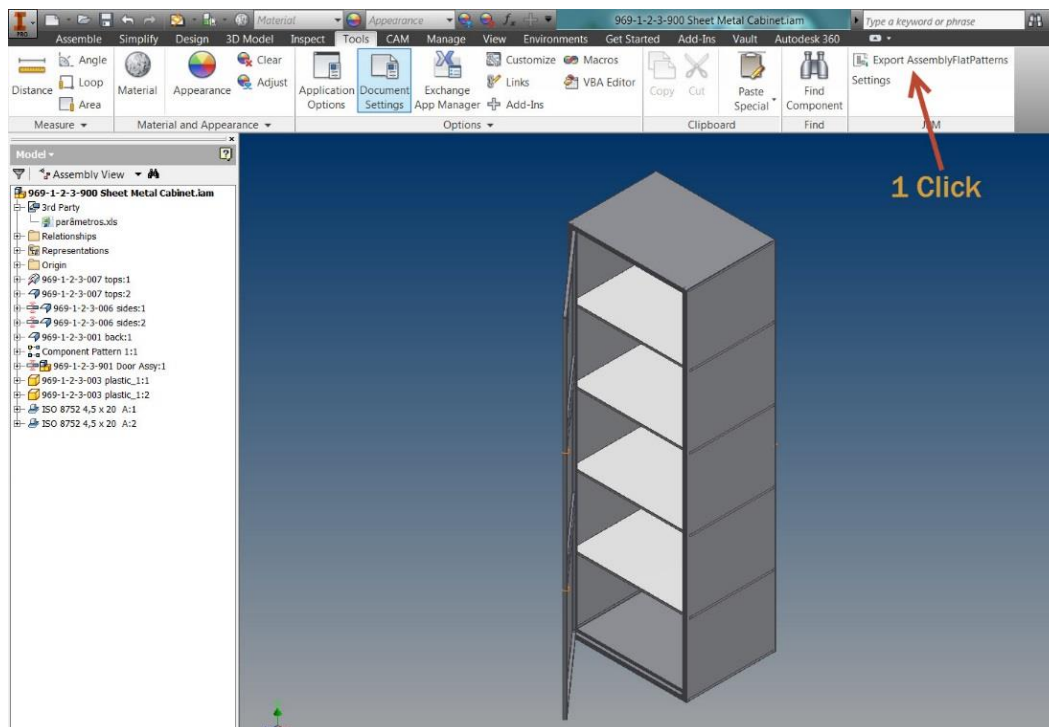 PRO
Material
Appearance
969-1-2-3-900 Sheet Metal Cabinet.iam
Type a keyword or phrase
Assemble Simplify Design 3D Model Inspect Tools CAM Manage View Environments Get Started Add-Ins Vault Autodesk 360
Distance
Angle
Loop
Area
Measure
Material
Appearance
Clear
Adjust
Material and Appearance
Application Options
Document Settings
Exchange App Manager
Customize
Links
Add-Ins
Macros
VBA Editor
Options
Copy
Cut
Paste Special
Clipboard
Find Component
Find
Export AssemblyFlatPatterns
Settings
1 Click
Model
Assembly View
969-1-2-3-900 Sheet Metal Cabinet.iam
3rd Party
parâmetros.xls
Relationships
Representations
Origin
969-1-2-3-007 tops:1
969-1-2-3-007 tops:2
969-1-2-3-006 sides:1
969-1-2-3-006 sides:2
969-1-2-3-001 back:1
Component Pattern 1:1
969-1-2-3-901 Door Assy:1
969-1-2-3-003 plastic_1:1
969-1-2-3-003 plastic_1:2
ISO 8752 4,5 x 20 A:1
ISO 8752 4,5 x 20 A:2